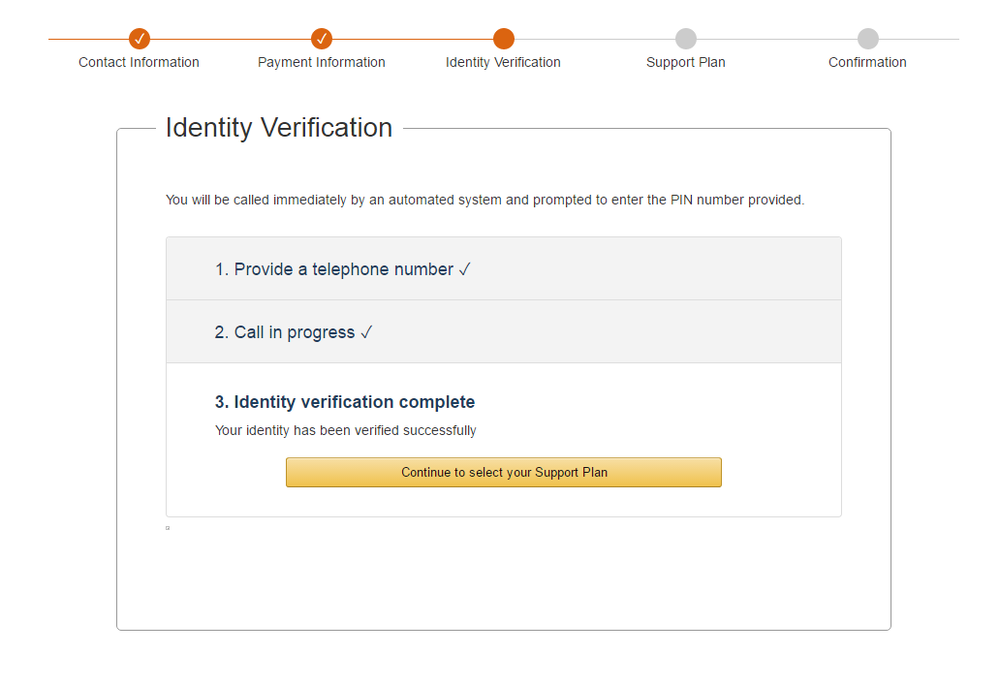 Contact Information
Payment Information
Identity Verification
Support Plan
Confirmation
Identity Verification
You will be called immediately by an automated system and prompted to enter the PIN number provided.
1. Provide a telephone number ✓
2. Call in progress ✓
3. Identity verification complete
Your identity has been verified successfully
Continue to select your Support Plan